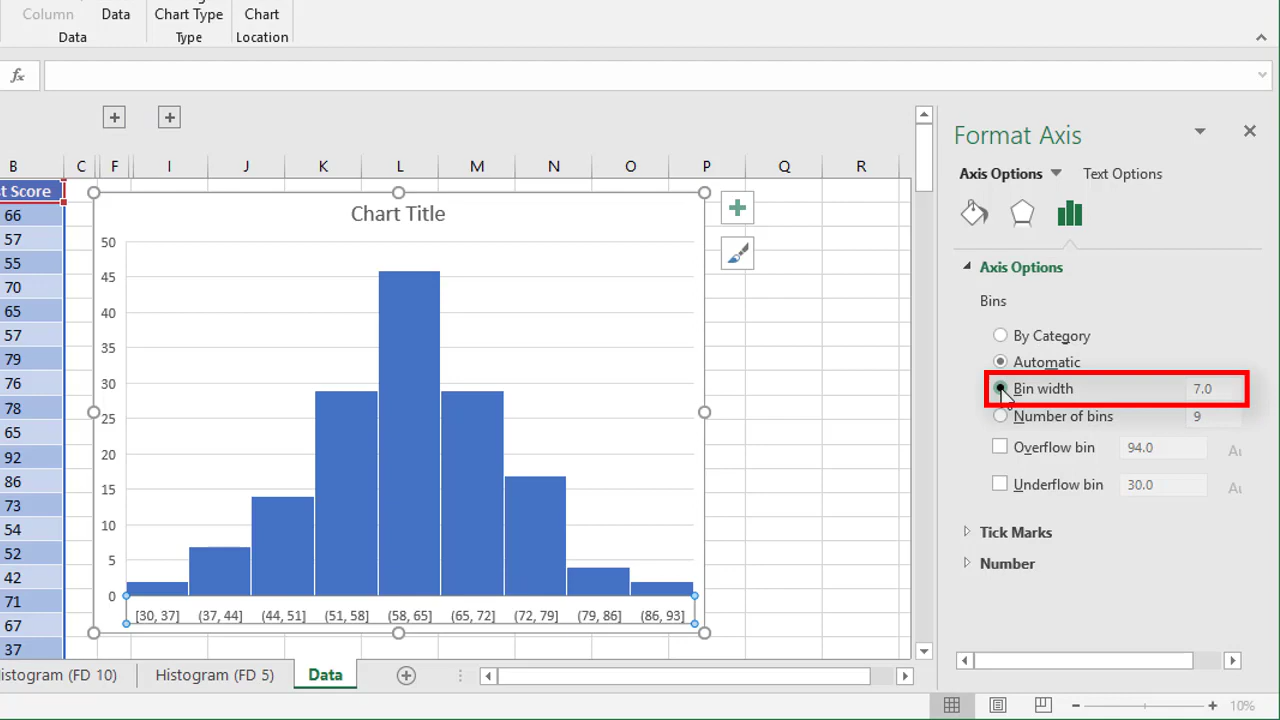 Column Data Chart Type Chart
Data Type Location
fx
B C F I J K L M N O P Q R
st Score
66
57
55
70
65
57
79
76
78
65
92
86
73
54
52
42
71
67
37
Chart Title
50
45
40
35
30
25
20
15
10
5
0
[30, 37] (37, 44] (44, 51] (51, 58] (58, 65] (65, 72] (72, 79] (79, 86] (86, 93]
Format Axis
Axis Options Text Options
Axis Options
Bins
By Category
Automatic
Bin width 7.0
Number of bins 9
Overflow bin 94.0 Au
Underflow bin 30.0 Au
Tick Marks
Number
istogram (FD 10) Histogram (FD 5) Data
10%